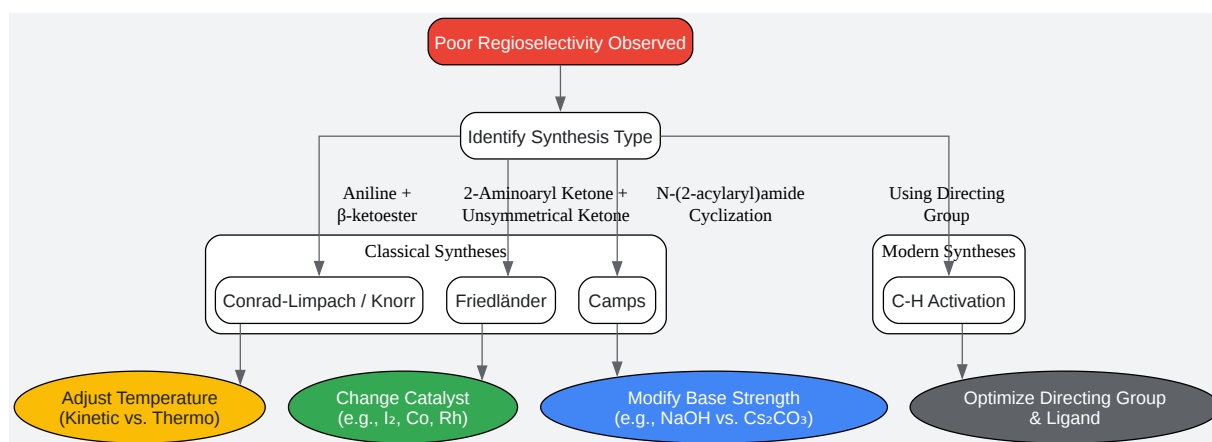 Poor Regioselectivity Observed
Identify Synthesis Type
Aniline +
β-ketoester
2-Aminoaryl Ketone +
Unsymmetrical Ketone
N-(2-acylaryl)amide
Cyclization
Using Directing
Group
Classical Syntheses
Modern Syntheses
Conrad-Limpach / Knorr
Friedländer
Camps
C-H Activation
Adjust Temperature
(Kinetic vs. Thermo)
Change Catalyst
(e.g., I₂, Co, Rh)
Modify Base Strength
(e.g., NaOH vs. Cs₂CO₃)
Optimize Directing Group
& Ligand